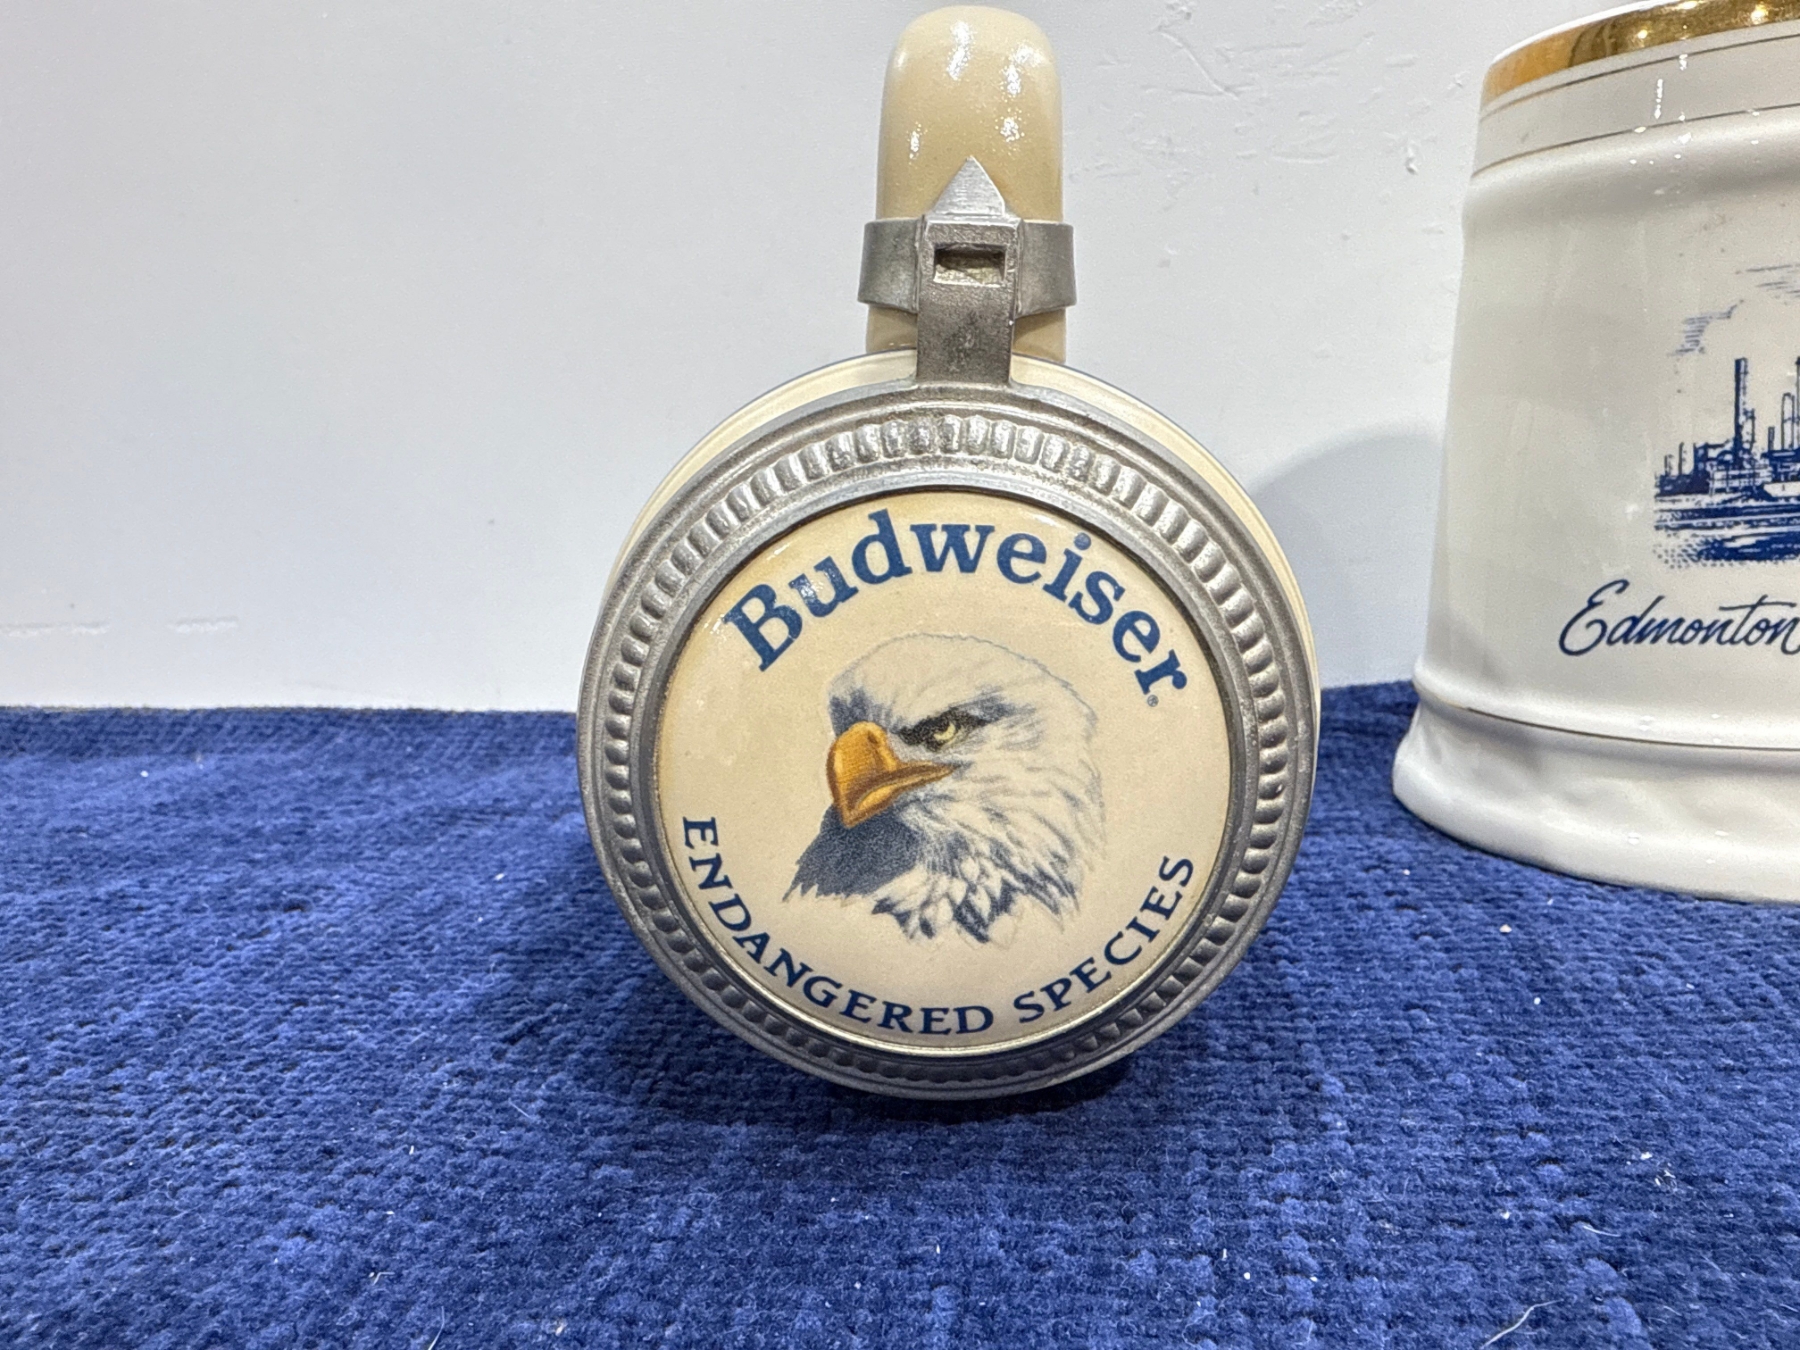 Budweiser®
ENDANGERED SPECIES
Edmonton